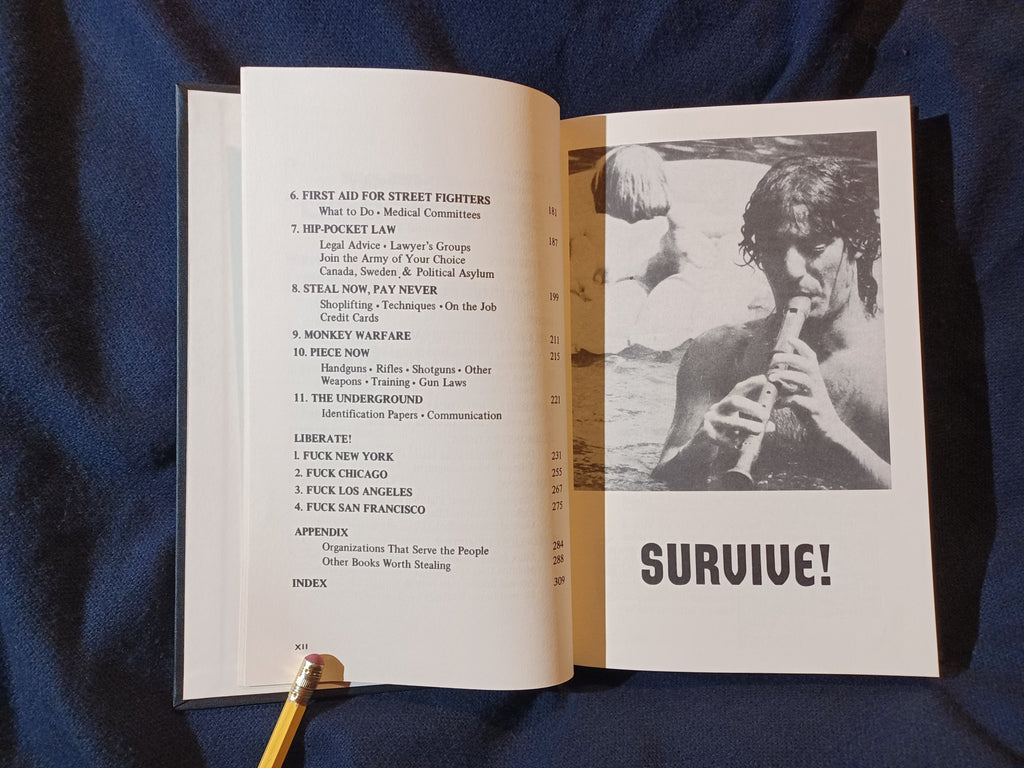 6. FIRST AID FOR STREET FIGHTERS 181
What to Do • Medical Committees
7. HIP-POCKET LAW 187
Legal Advice • Lawyer's Groups
Join the Army of Your Choice
Canada, Sweden & Political Asylum
8. STEAL NOW, PAY NEVER 199
Shoplifting • Techniques • On the Job
Credit Cards
9. MONKEY WARFARE 211
10. PIECE NOW 215
Handguns • Rifles • Shotguns • Other
Weapons • Training • Gun Laws
11. THE UNDERGROUND 221
Identification Papers • Communication
LIBERATE!
1. FUCK NEW YORK 231
2. FUCK CHICAGO 255
3. FUCK LOS ANGELES 267
4. FUCK SAN FRANCISCO 275
APPENDIX
Organizations That Serve the People 284
Other Books Worth Stealing 288
INDEX 309
XII
SURVIVE!